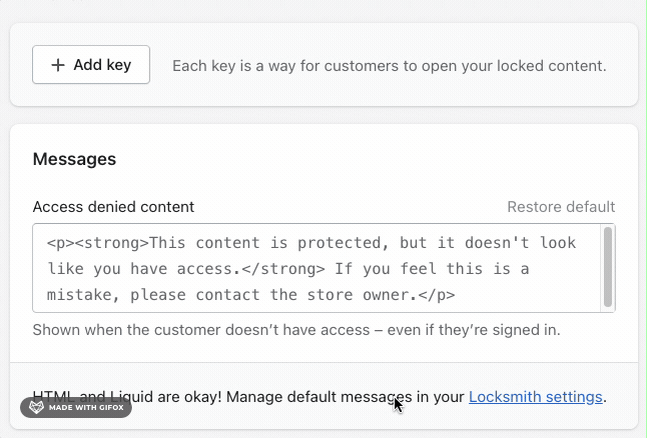 + Add key
Each key is a way for customers to open your locked content.
Messages
Access denied content
Restore default
<p><strong>This content is protected, but it doesn't look
like you have access.</strong> If you feel this is a
mistake, please contact the store owner.</p>
Shown when the customer doesn’t have access – even if they’re signed in.
HTML and Liquid are okay! Manage default messages in your Locksmith settings.
MADE WITH GIFOX